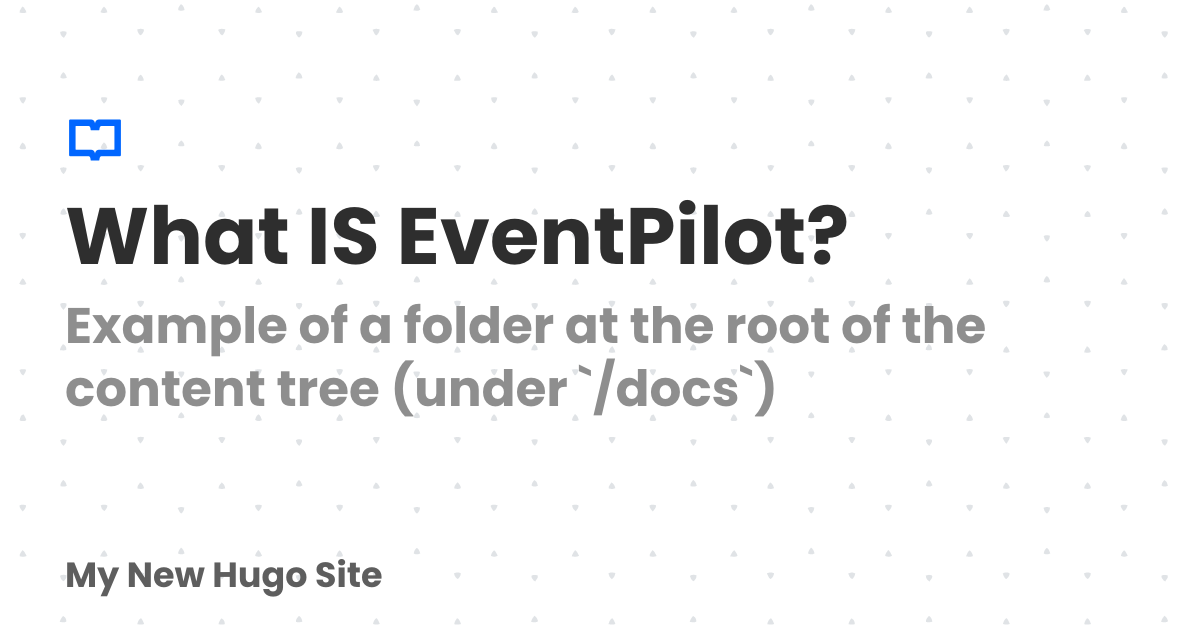 What IS EventPilot?
Example of a folder at the root of the
content tree (under `/docs`)
My New Hugo Site